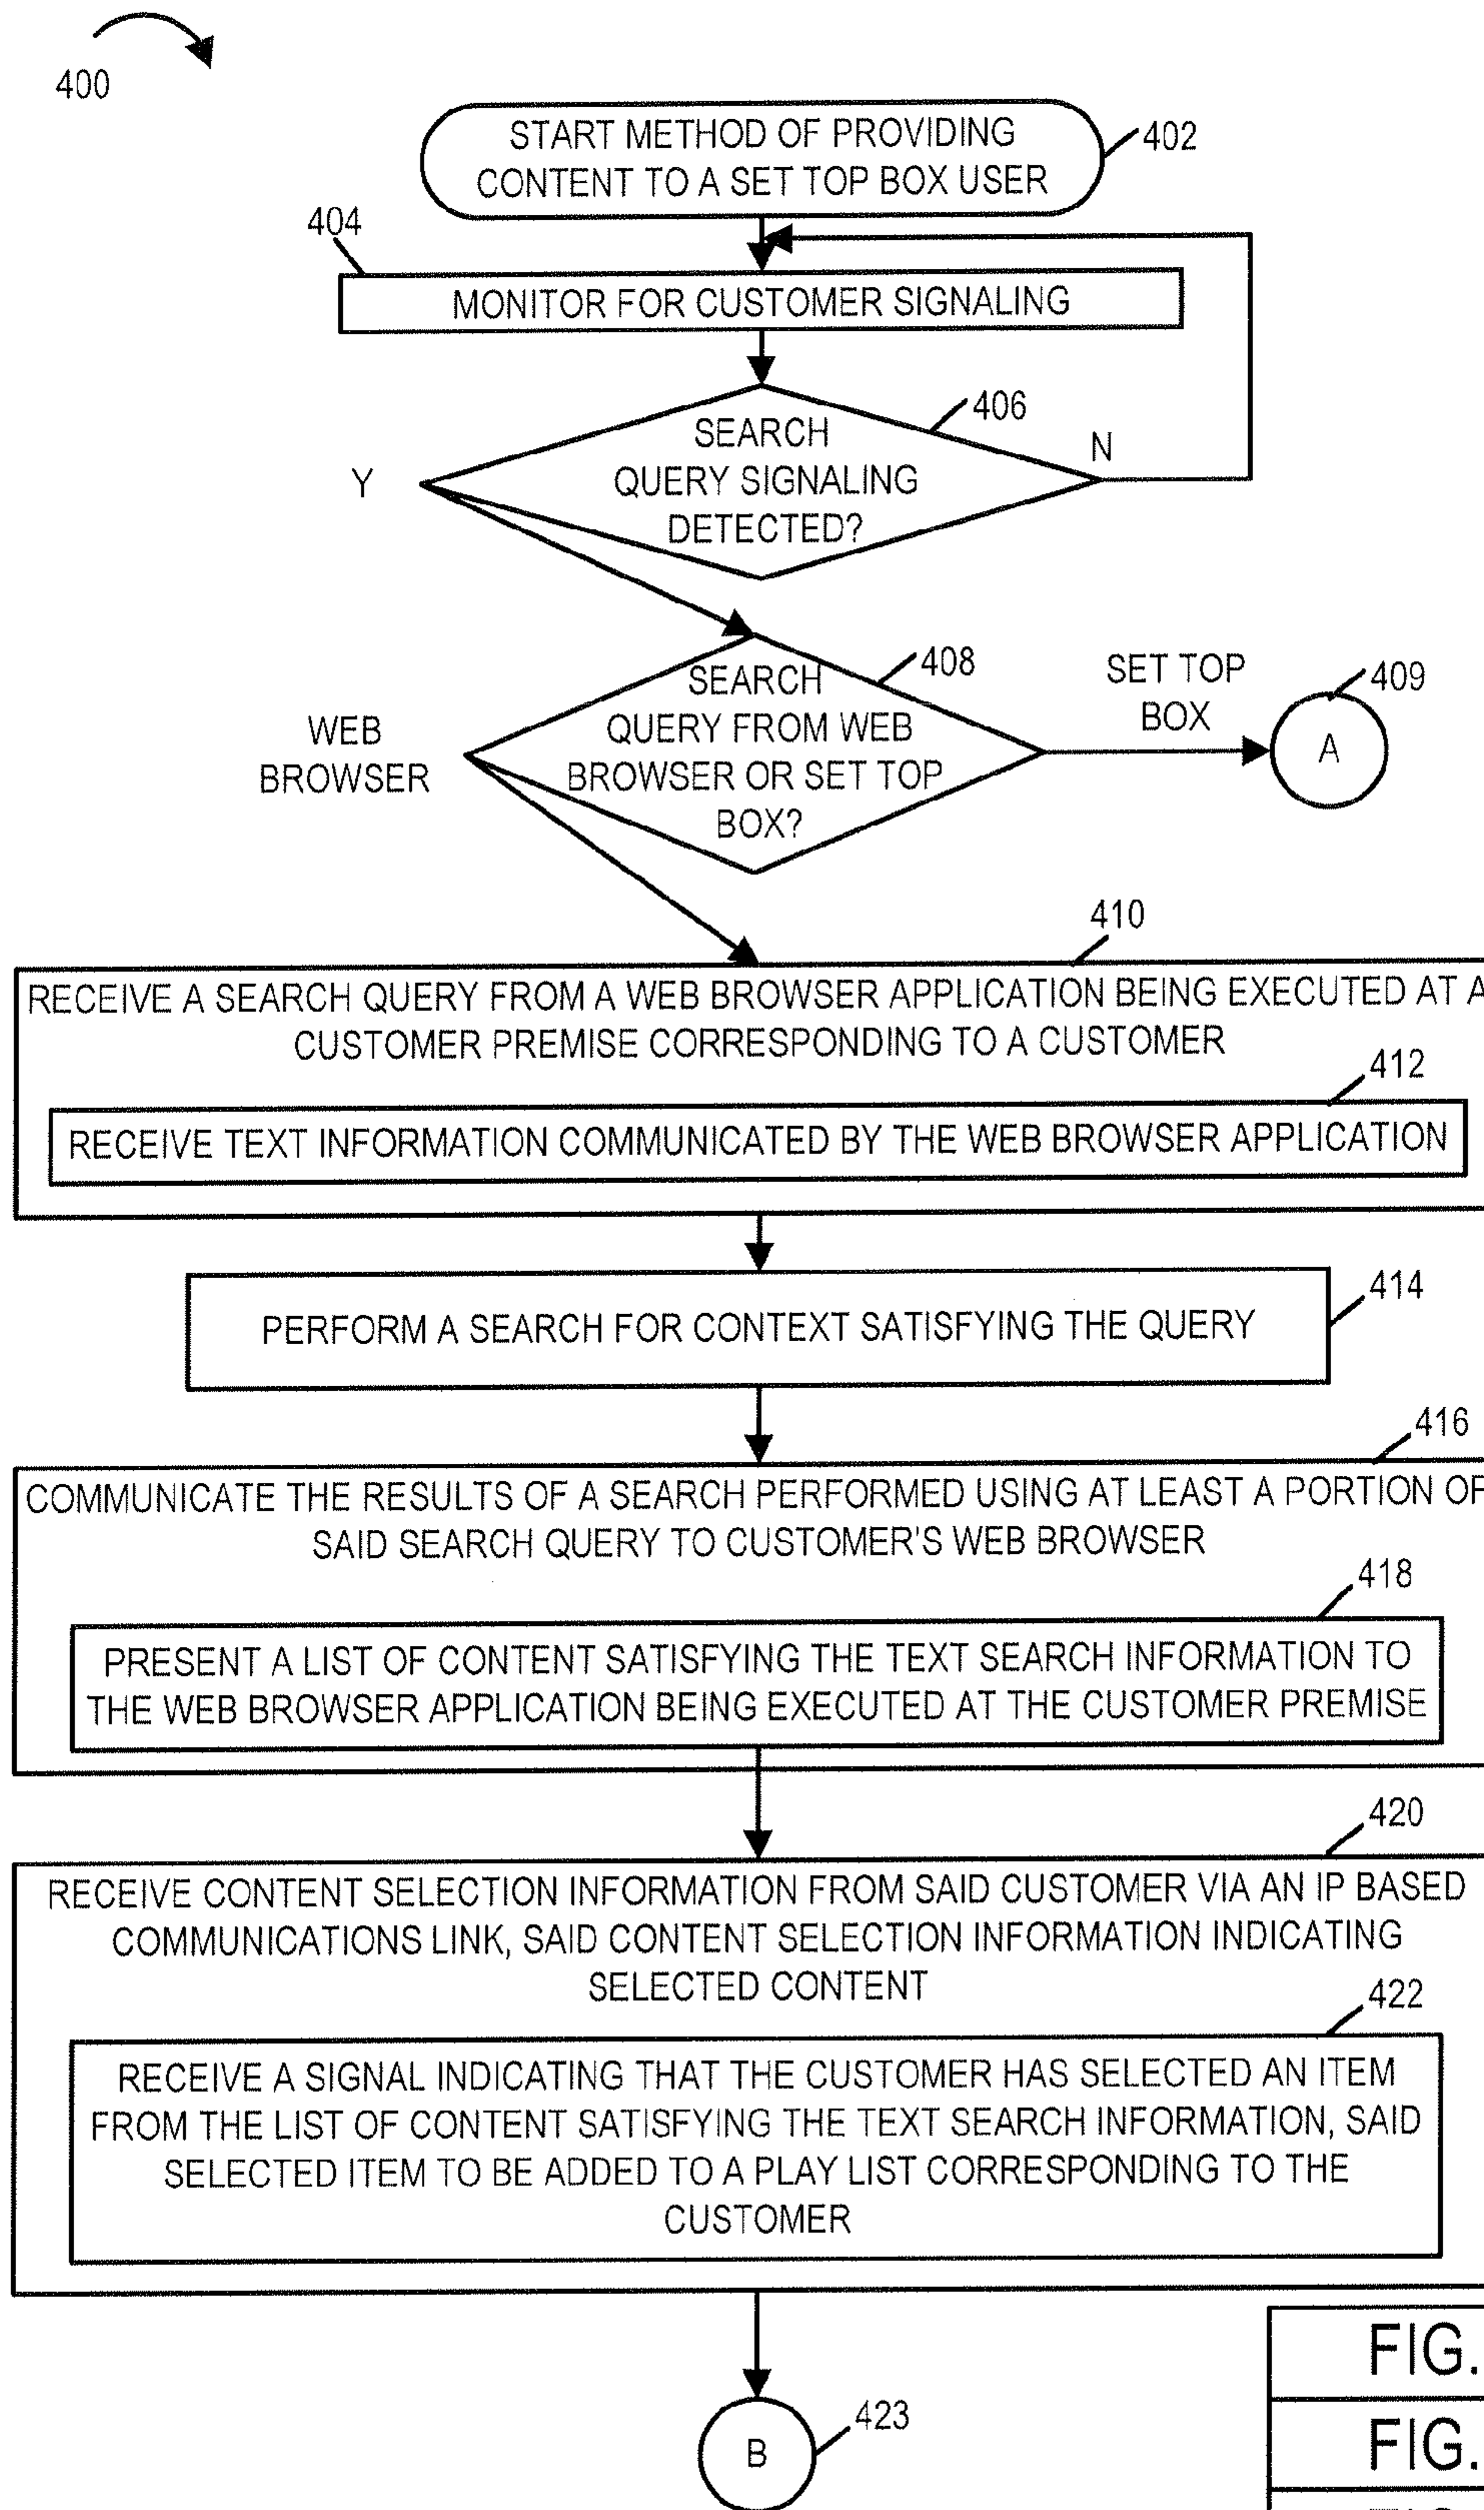 400
START METHOD OF PROVIDING
CONTENT TO A SET TOP BOX USER
402
404
MONITOR FOR CUSTOMER SIGNALING
406
SEARCH
QUERY SIGNALING
DETECTED?
Y
N
408
SEARCH
QUERY FROM WEB
BROWSER OR SET TOP
BOX?
WEB
BROWSER
SET TOP
BOX
409
A
410
RECEIVE A SEARCH QUERY FROM A WEB BROWSER APPLICATION BEING EXECUTED AT A
CUSTOMER PREMISE CORRESPONDING TO A CUSTOMER
412
RECEIVE TEXT INFORMATION COMMUNICATED BY THE WEB BROWSER APPLICATION
414
PERFORM A SEARCH FOR CONTEXT SATISFYING THE QUERY
416
COMMUNICATE THE RESULTS OF A SEARCH PERFORMED USING AT LEAST A PORTION OF
SAID SEARCH QUERY TO CUSTOMER'S WEB BROWSER
418
PRESENT A LIST OF CONTENT SATISFYING THE TEXT SEARCH INFORMATION TO
THE WEB BROWSER APPLICATION BEING EXECUTED AT THE CUSTOMER PREMISE
420
RECEIVE CONTENT SELECTION INFORMATION FROM SAID CUSTOMER VIA AN IP BASED
COMMUNICATIONS LINK, SAID CONTENT SELECTION INFORMATION INDICATING
SELECTED CONTENT
422
RECEIVE A SIGNAL INDICATING THAT THE CUSTOMER HAS SELECTED AN ITEM
FROM THE LIST OF CONTENT SATISFYING THE TEXT SEARCH INFORMATION, SAID
SELECTED ITEM TO BE ADDED TO A PLAY LIST CORRESPONDING TO THE
CUSTOMER
423
B
FIG.
FIG.